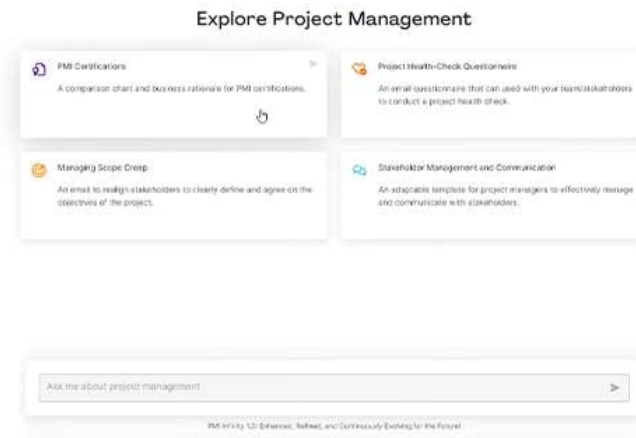 Explore Project Management
PMI Certifications
A comparison chart and business rationale for PMI certifications.
Project Health-Check Questionnaire
An email questionnaire that can used with your team/stakeholders
to conduct a project health check.
Managing Scope Creep
An email to realign stakeholders to clearly define and agree on the
objectives of the project.
Stakeholder Management and Communication
An adaptable template for project managers to effectively manage
and communicate with stakeholders.
Ask me about project management
PMI Infinity 1.2: Enhanced, Refined, and Continuously Evolving for the Future!